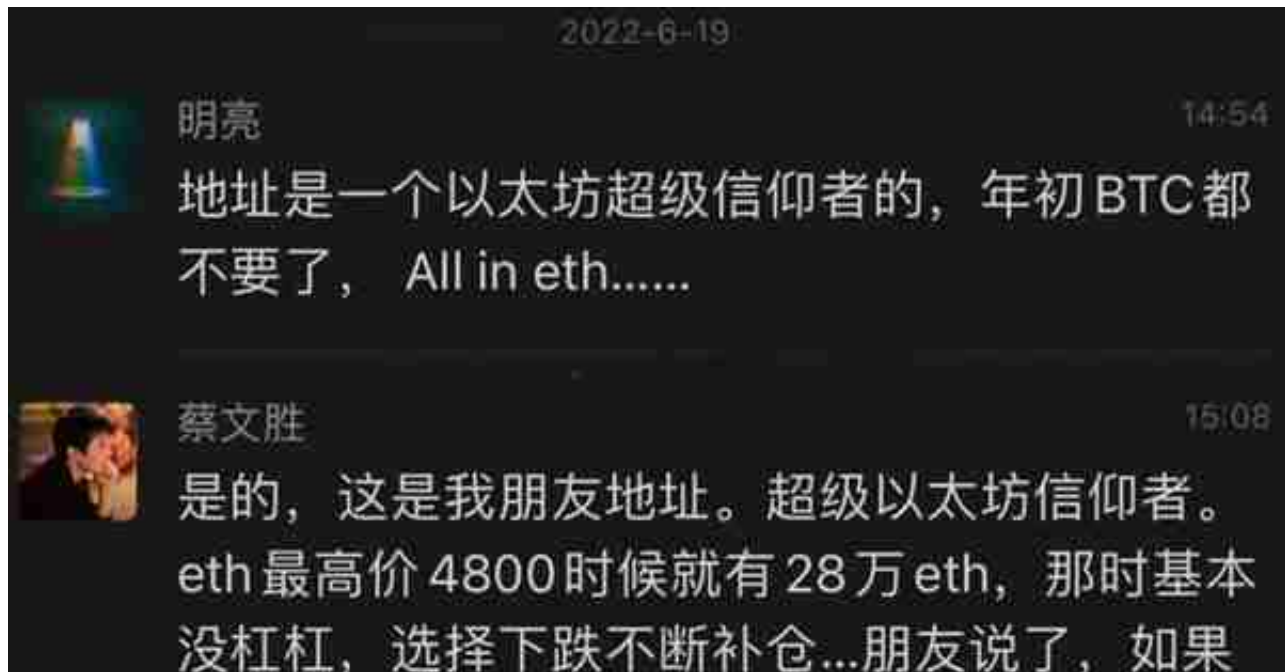 2022-6-19
明亮
14:54
地址是一个以太坊超级信仰者的，年初BTC都
不要了， All in eth......
蔡文胜
15:08
是的，这是我朋友地址。超级以太坊信仰者。
eth最高价4800时候就有28万eth，那时基本
没杠杠，选择下跌不断补仓...朋友说了，如果